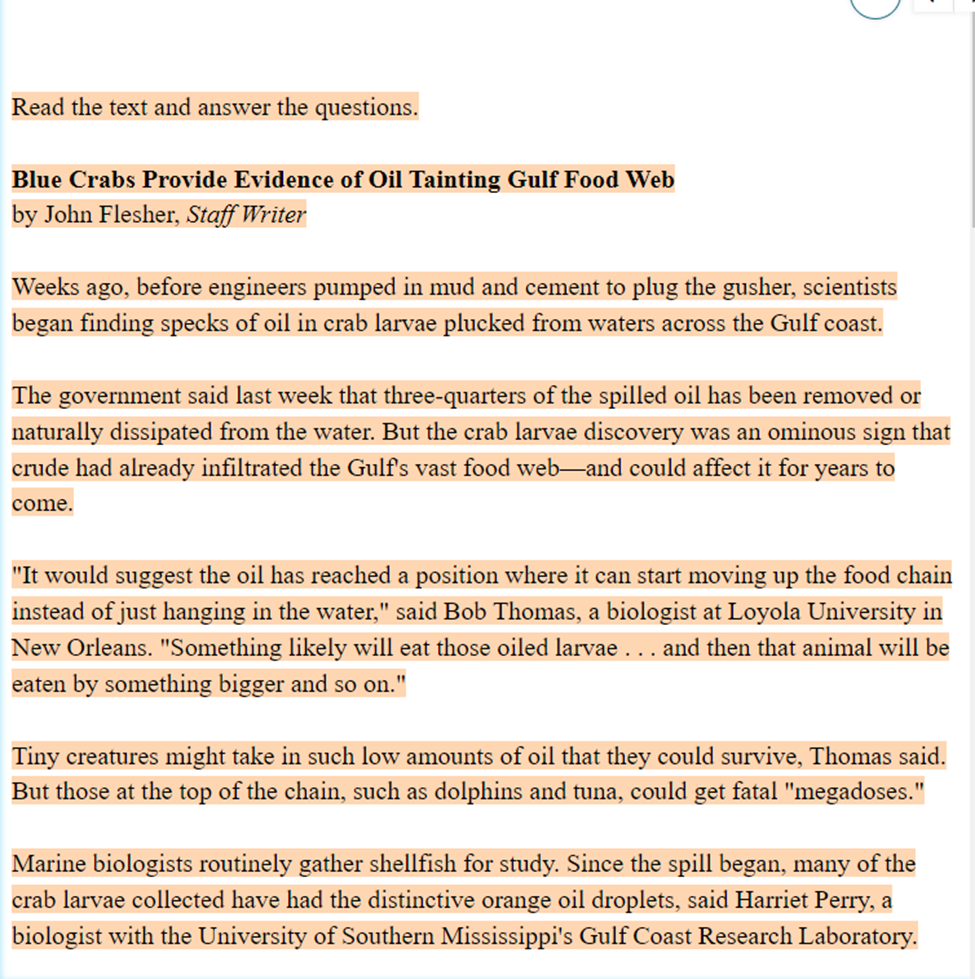 Read the text and answer the questions.
Blue Crabs Provide Evidence of Oil Tainting Gulf Food Web
by John Flesher, Staff Writer
Weeks ago, before engineers pumped in mud and cement to plug the gusher, scientists
began finding specks of oil in crab larvae plucked from waters across the Gulf coast.
The government said last week that three-quarters of the spilled oil has been removed or
naturally dissipated from the water. But the crab larvae discovery was an ominous sign that
crude had already infiltrated the Gulf's vast food web—and could affect it for years to
come.
"It would suggest the oil has reached a position where it can start moving up the food chain
instead of just hanging in the water," said Bob Thomas, a biologist at Loyola University in
New Orleans. "Something likely will eat those oiled larvae . . . and then that animal will be
eaten by something bigger and so on."
Tiny creatures might take in such low amounts of oil that they could survive, Thomas said.
But those at the top of the chain, such as dolphins and tuna, could get fatal "megadoses."
Marine biologists routinely gather shellfish for study. Since the spill began, many of the
crab larvae collected have had the distinctive orange oil droplets, said Harriet Perry, a
biologist with the University of Southern Mississippi's Gulf Coast Research Laboratory.